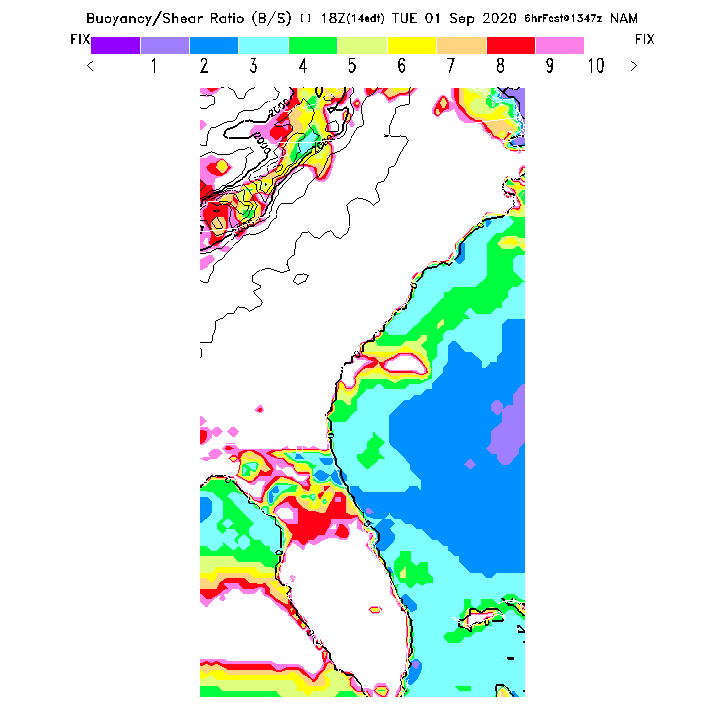 Buoyancy/Shear Ratio (B/S) [] 18Z(14edt) TUE 01 Sep 2020 6hrFcst@1347z NAM
FIX FIX
< 1 2 3 4 5 6 7 8 9 10 >
2000